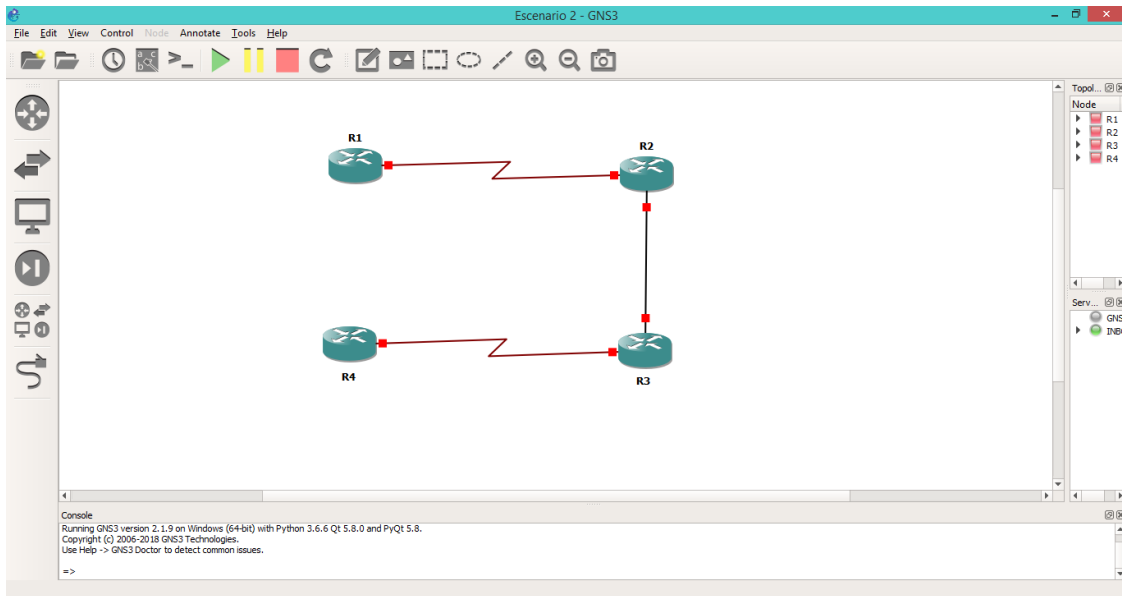 Escenario 2 - GNS3
File Edit View Control Node Annotate Tools Help
Topol...
Node
R1
R2
R3
R4
R1
R2
R4
R3
Serv...
GNS
Console
Running GNS3 version 2.1.9 on Windows (64-bit) with Python 3.6.6 Qt 5.8.0 and PyQt 5.8.
Copyright (c) 2006-2018 GNS3 Technologies.
Use Help -> GNS3 Doctor to detect common issues.
=>